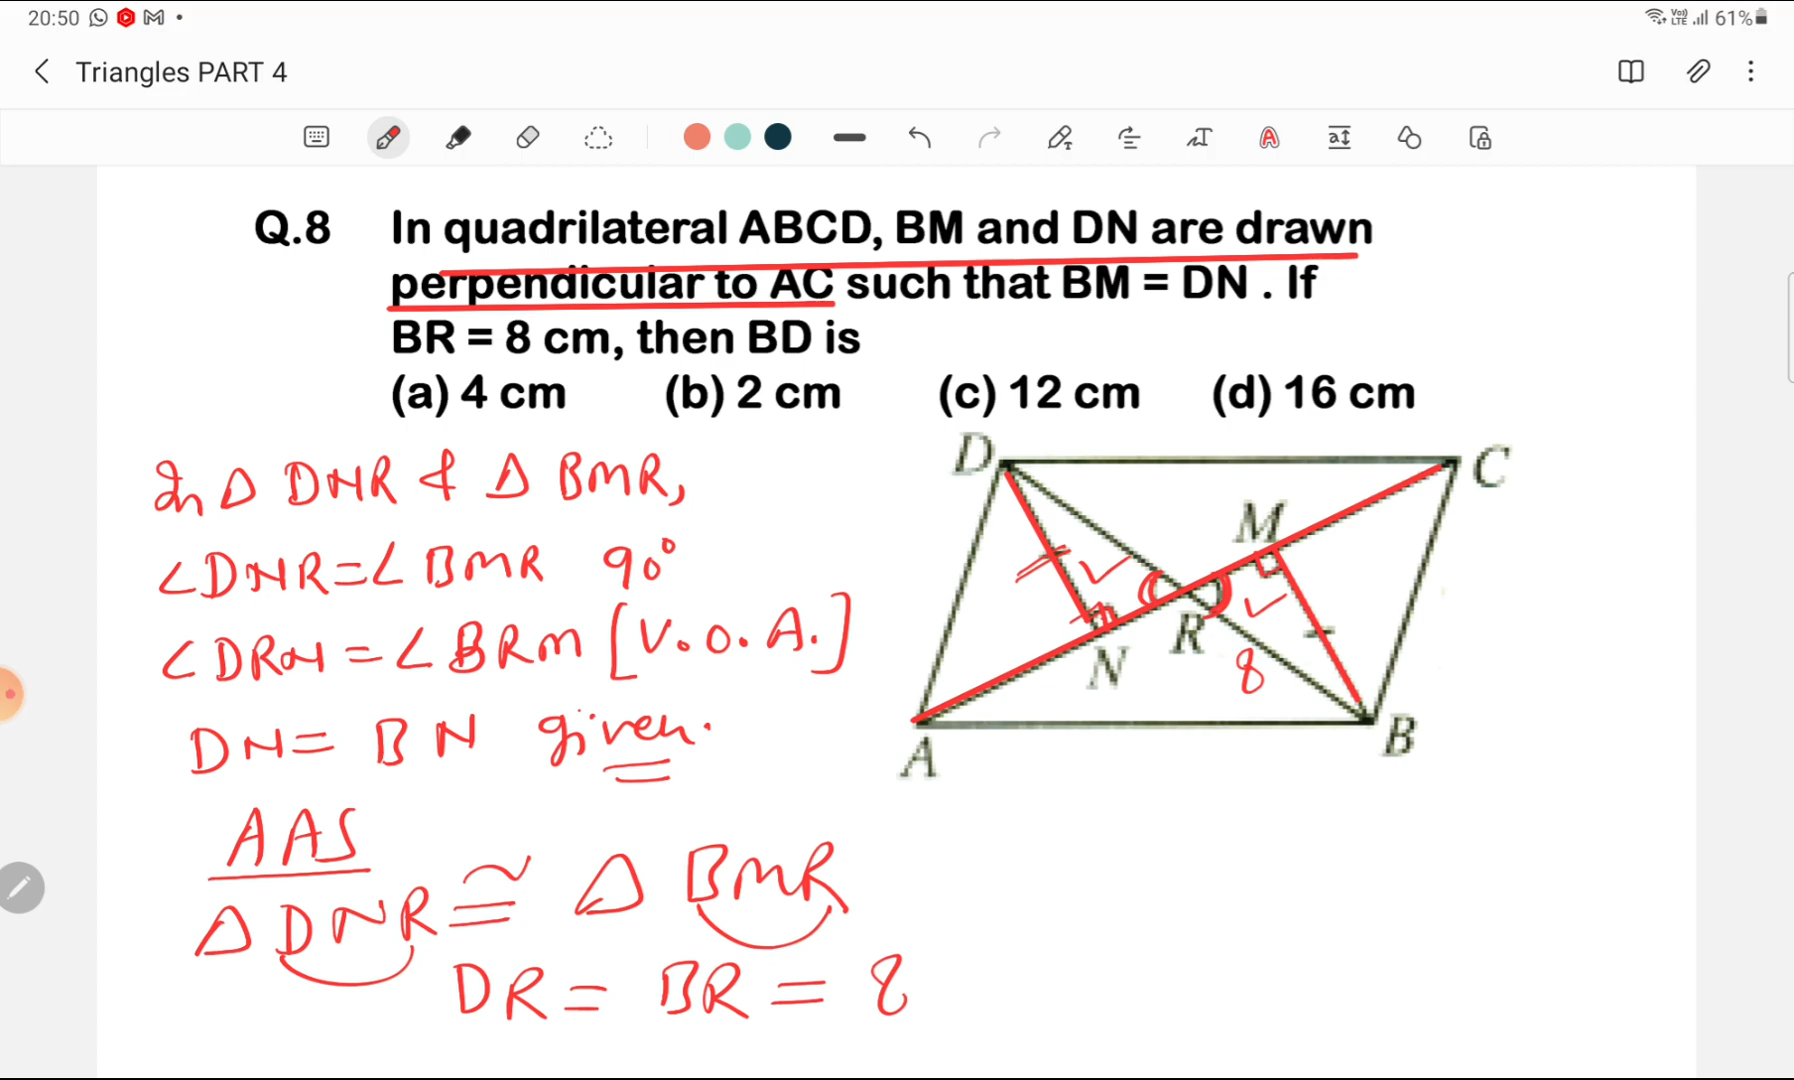 20:50
Vo)) LTE 61%
Triangles PART 4
Q.8 In quadrilateral ABCD, BM and DN are drawn
perpendicular to AC such that BM = DN . If
BR = 8 cm, then BD is
(a) 4 cm (b) 2 cm (c) 12 cm (d) 16 cm
In △ DNR & △ BMR,
∠DNR=∠BMR 90°
∠DRN=∠BRM [V.O.A.]
DN= BN given.
AAS
△DNR ≅ △ BMR
DR = BR = 8
D C
M
R
N 8
A B